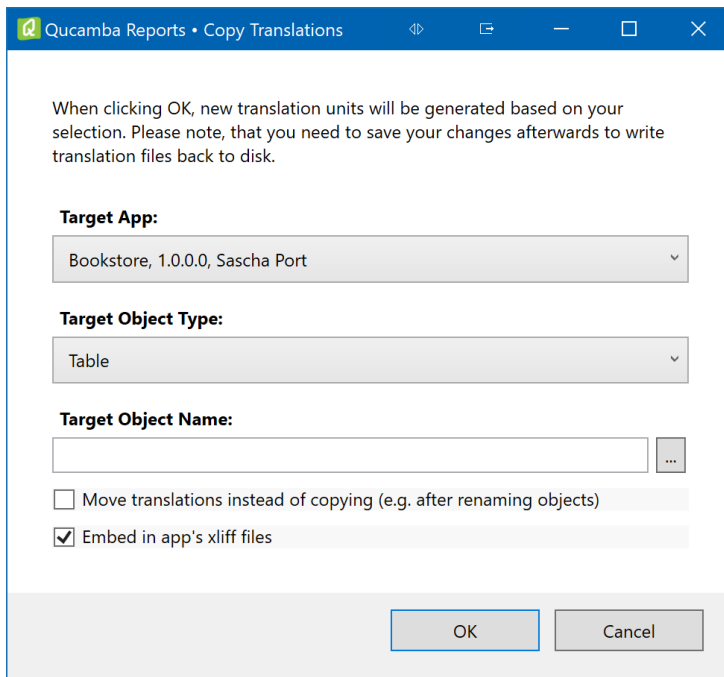 Qucamba Reports • Copy Translations
When clicking OK, new translation units will be generated based on your
selection. Please note, that you need to save your changes afterwards to write
translation files back to disk.
Target App:
Bookstore, 1.0.0.0, Sascha Port
Target Object Type:
Table
Target Object Name:
...
Move translations instead of copying (e.g. after renaming objects)
Embed in app's xliff files
OK
Cancel